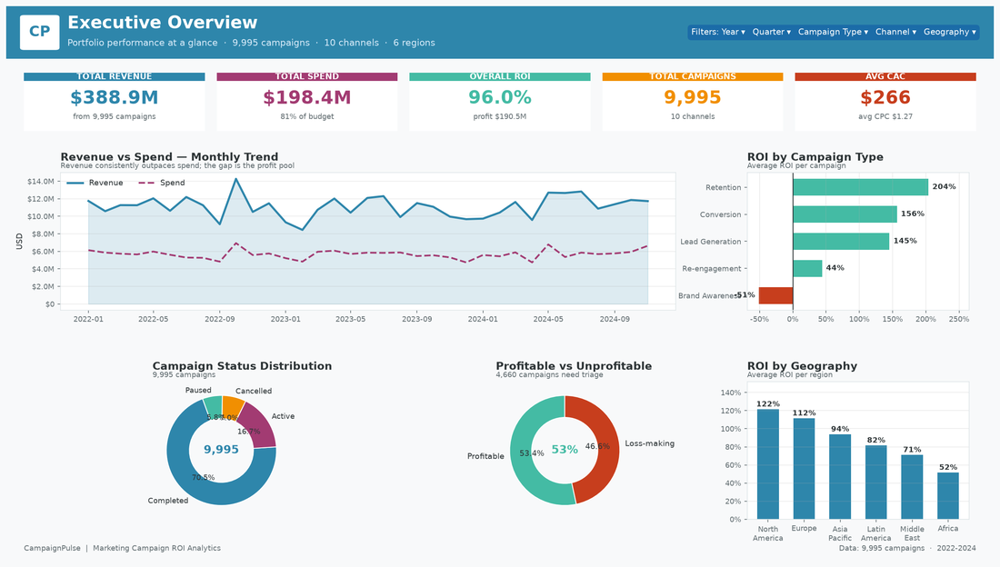 CP
Executive Overview
Portfolio performance at a glance · 9,995 campaigns · 10 channels · 6 regions
Filters: Year ▾ Quarter ▾ Campaign Type ▾ Channel ▾ Geography ▾
TOTAL REVENUE
$388.9M
from 9,995 campaigns
TOTAL SPEND
$198.4M
81% of budget
OVERALL ROI
96.0%
profit $190.5M
TOTAL CAMPAIGNS
9,995
10 channels
AVG CAC
$266
avg CPC $1.27
Revenue vs Spend — Monthly Trend
Revenue consistently outpaces spend; the gap is the profit pool
Revenue
Spend
USD
$14.0M
$12.0M
$10.0M
$8.0M
$6.0M
$4.0M
$2.0M
$0
2022-01 2022-05 2022-09 2023-01 2023-05 2023-09 2024-01 2024-05 2024-09
ROI by Campaign Type
Average ROI per campaign
Retention 204%
Conversion 156%
Lead Generation 145%
Re-engagement 44%
Brand Awareness -51%
-50% 0% 50% 100% 150% 200% 250%
Campaign Status Distribution
9,995 campaigns
Paused
Cancelled
Active
Completed
5.8%
7.0%
16.7%
70.5%
9,995
Profitable vs Unprofitable
4,660 campaigns need triage
Profitable
53.4%
53%
46.6%
Loss-making
ROI by Geography
Average ROI per region
140%
120%
100%
80%
60%
40%
20%
0%
122%
112%
94%
82%
71%
52%
North America
Europe
Asia Pacific
Latin America
Middle East
Africa
CampaignPulse | Marketing Campaign ROI Analytics
Data: 9,995 campaigns · 2022-2024